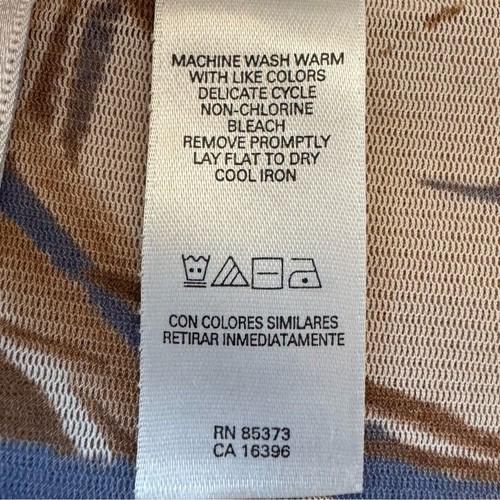 MACHINE WASH WARM
WITH LIKE COLORS
DELICATE CYCLE
NON-CHLORINE
BLEACH
REMOVE PROMPTLY
LAY FLAT TO DRY
COOL IRON
CON COLORES SIMILARES
RETIRAR INMEDIATAMENTE
RN 85373
CA 16396